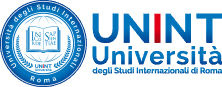 Università degli Studi Internazionali
Roma
UNINT
Università
degli Studi Internazionali di Roma